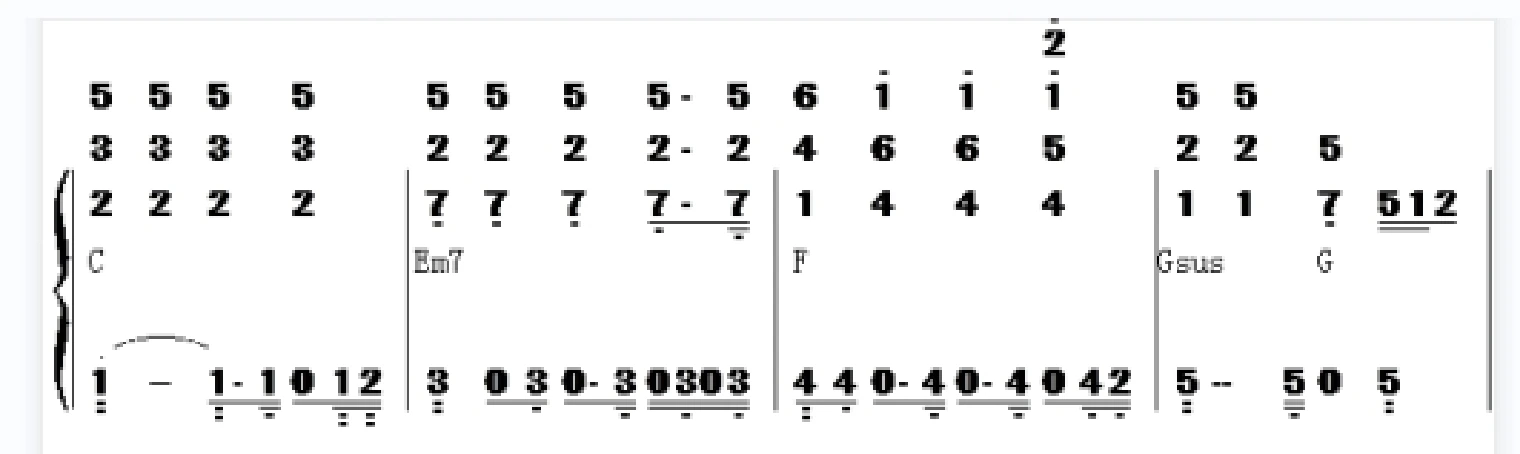 2̇
5 5 5 5 5 5 5 5· 5 6 1̇ 1̇ 1̇ 5 5
3 3 3 3 2 2 2 2· 2 4 6 6 5 2 2 5
2 2 2 2 7̣ 7̣ 7̣ 7̣· 7̣ 1 4 4 4 1 1 7̣ 512
C Em7 F Gsus G
1 – 1· 1 0 12 3 0 3 0· 3 0303 4 4 0· 4 0· 4 0 42 5 -- 5 0 5